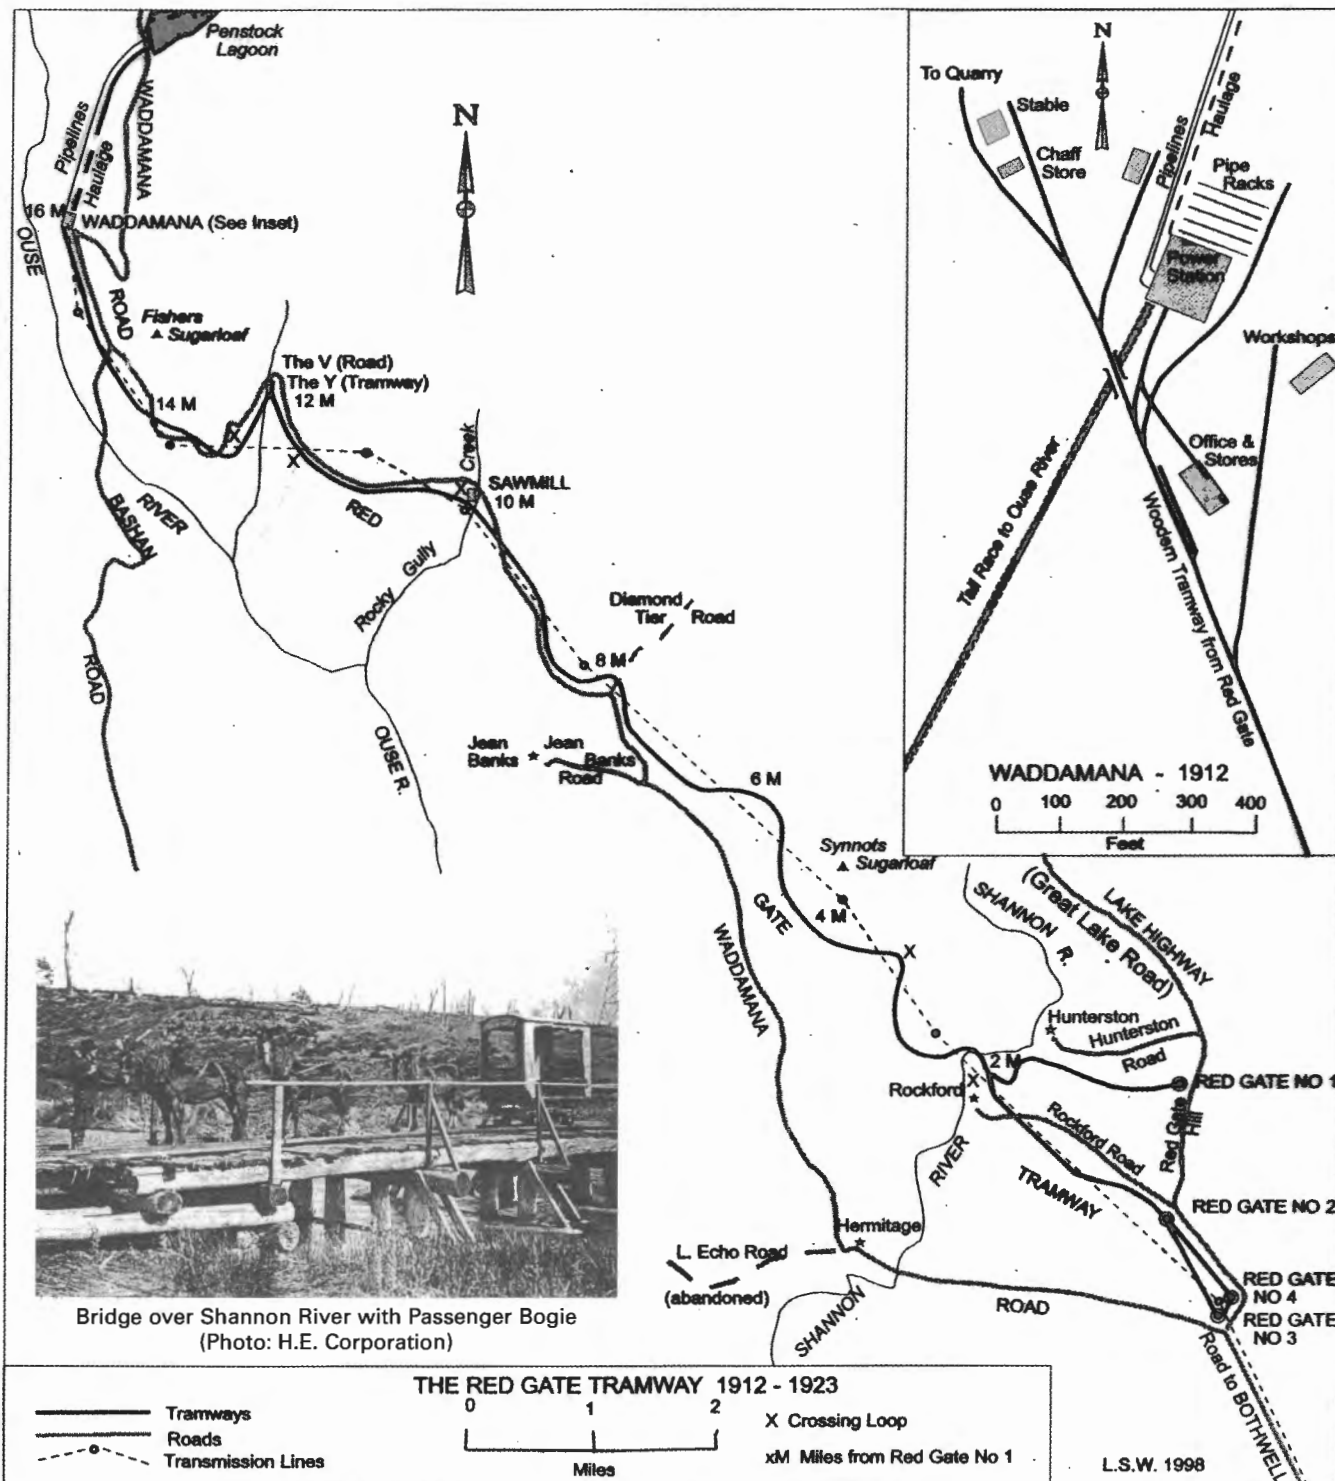 Penstock
Lagoon
WADDAMANA
Pipelines
Haulage
16 M
WADDAMANA (See Inset)
OUSE
ROAD
Fishers
Sugarloaf
The V (Road)
The Y (Tramway)
12 M
14 M
N
Creek
SAWMILL
10 M
RED
RIVER
BASHAN
ROAD
Rocky Gully
OUSE R.
Diamond
Tier Road
8 M
Jean
Banks
Jean Banks
Road
6 M
Synnots
Sugarloaf
GATE
4 M
WADDAMANA
SHANNON
R.
LAKE HIGHWAY
(Great Lake Road)
Hunterston
Hunterston
Road
2 M
RED GATE NO 1
Rockford
Rockford Road
Red Gate
Hill
RIVER
TRAMWAY
RED GATE NO 2
Hermitage
L. Echo Road
(abandoned)
SHANNON
ROAD
RED GATE
NO 4
RED GATE
NO 3
Road to BOTHWELL
N
To Quarry
Stable
Chaff
Store
Pipelines
Haulage
Pipe
Racks
Power
Station
Workshops
Office &
Stores
Tail Race to Ouse River
Wooden Tramway from Red Gate
WADDAMANA - 1912
0 100 200 300 400
Feet
Bridge over Shannon River with Passenger Bogie
(Photo: H.E. Corporation)
THE RED GATE TRAMWAY 1912 - 1923
Tramways
Roads
Transmission Lines
0 1 2
Miles
X Crossing Loop
xM Miles from Red Gate No 1
L.S.W. 1998